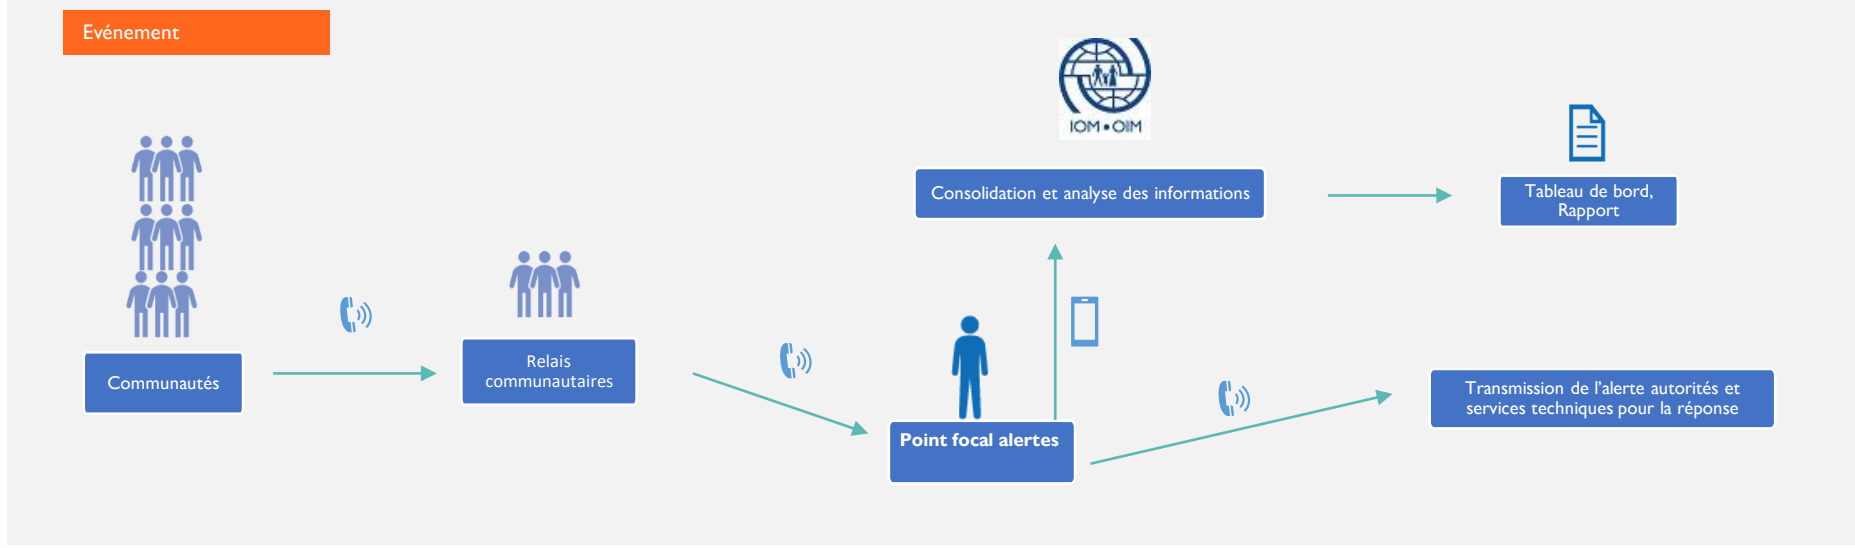 Evénement
IOM • OIM
Consolidation et analyse des informations
Tableau de bord,
Rapport
Relais
communautaires
Communautés
Transmission de l'alerte autorités et
services techniques pour la réponse
Point focal alertes